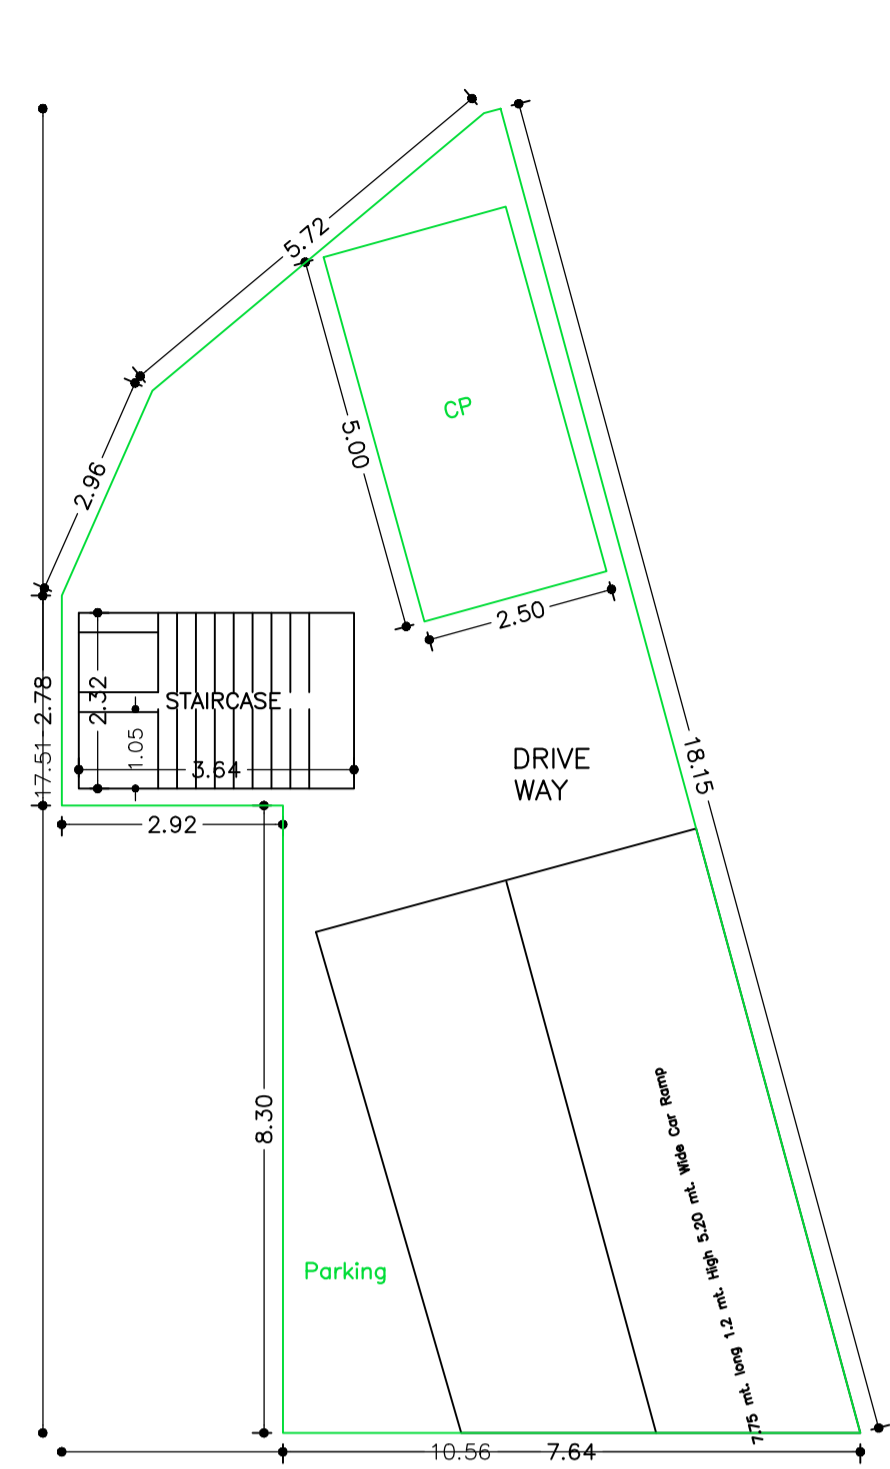 5.72
CP
5.00
2.96
2.50
17.51
2.78
2.32
STAIRCASE
1.05
3.64
DRIVE
WAY
18.15
2.92
8.30
7.75 mt. long 1.2 mt. High 5.20 mt. Wide Car Ramp
Parking
10.56
7.64